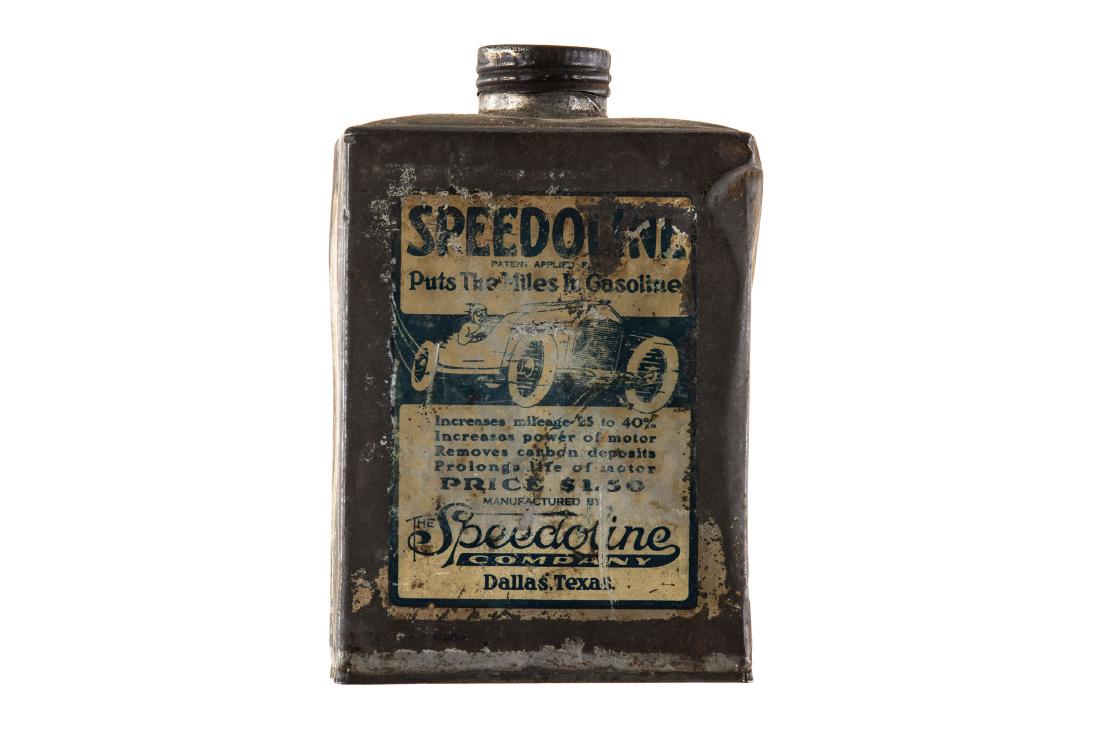 SPEEDOLINE
PATENT APPLIED FOR
Puts The Miles In Gasoline
Increases mileage 25 to 40%
Increases power of motor
Removes carbon deposits
Prolongs life of motor
PRICE $1.50
MANUFACTURED BY
THE Speedoline
COMPANY
Dallas, Texas.